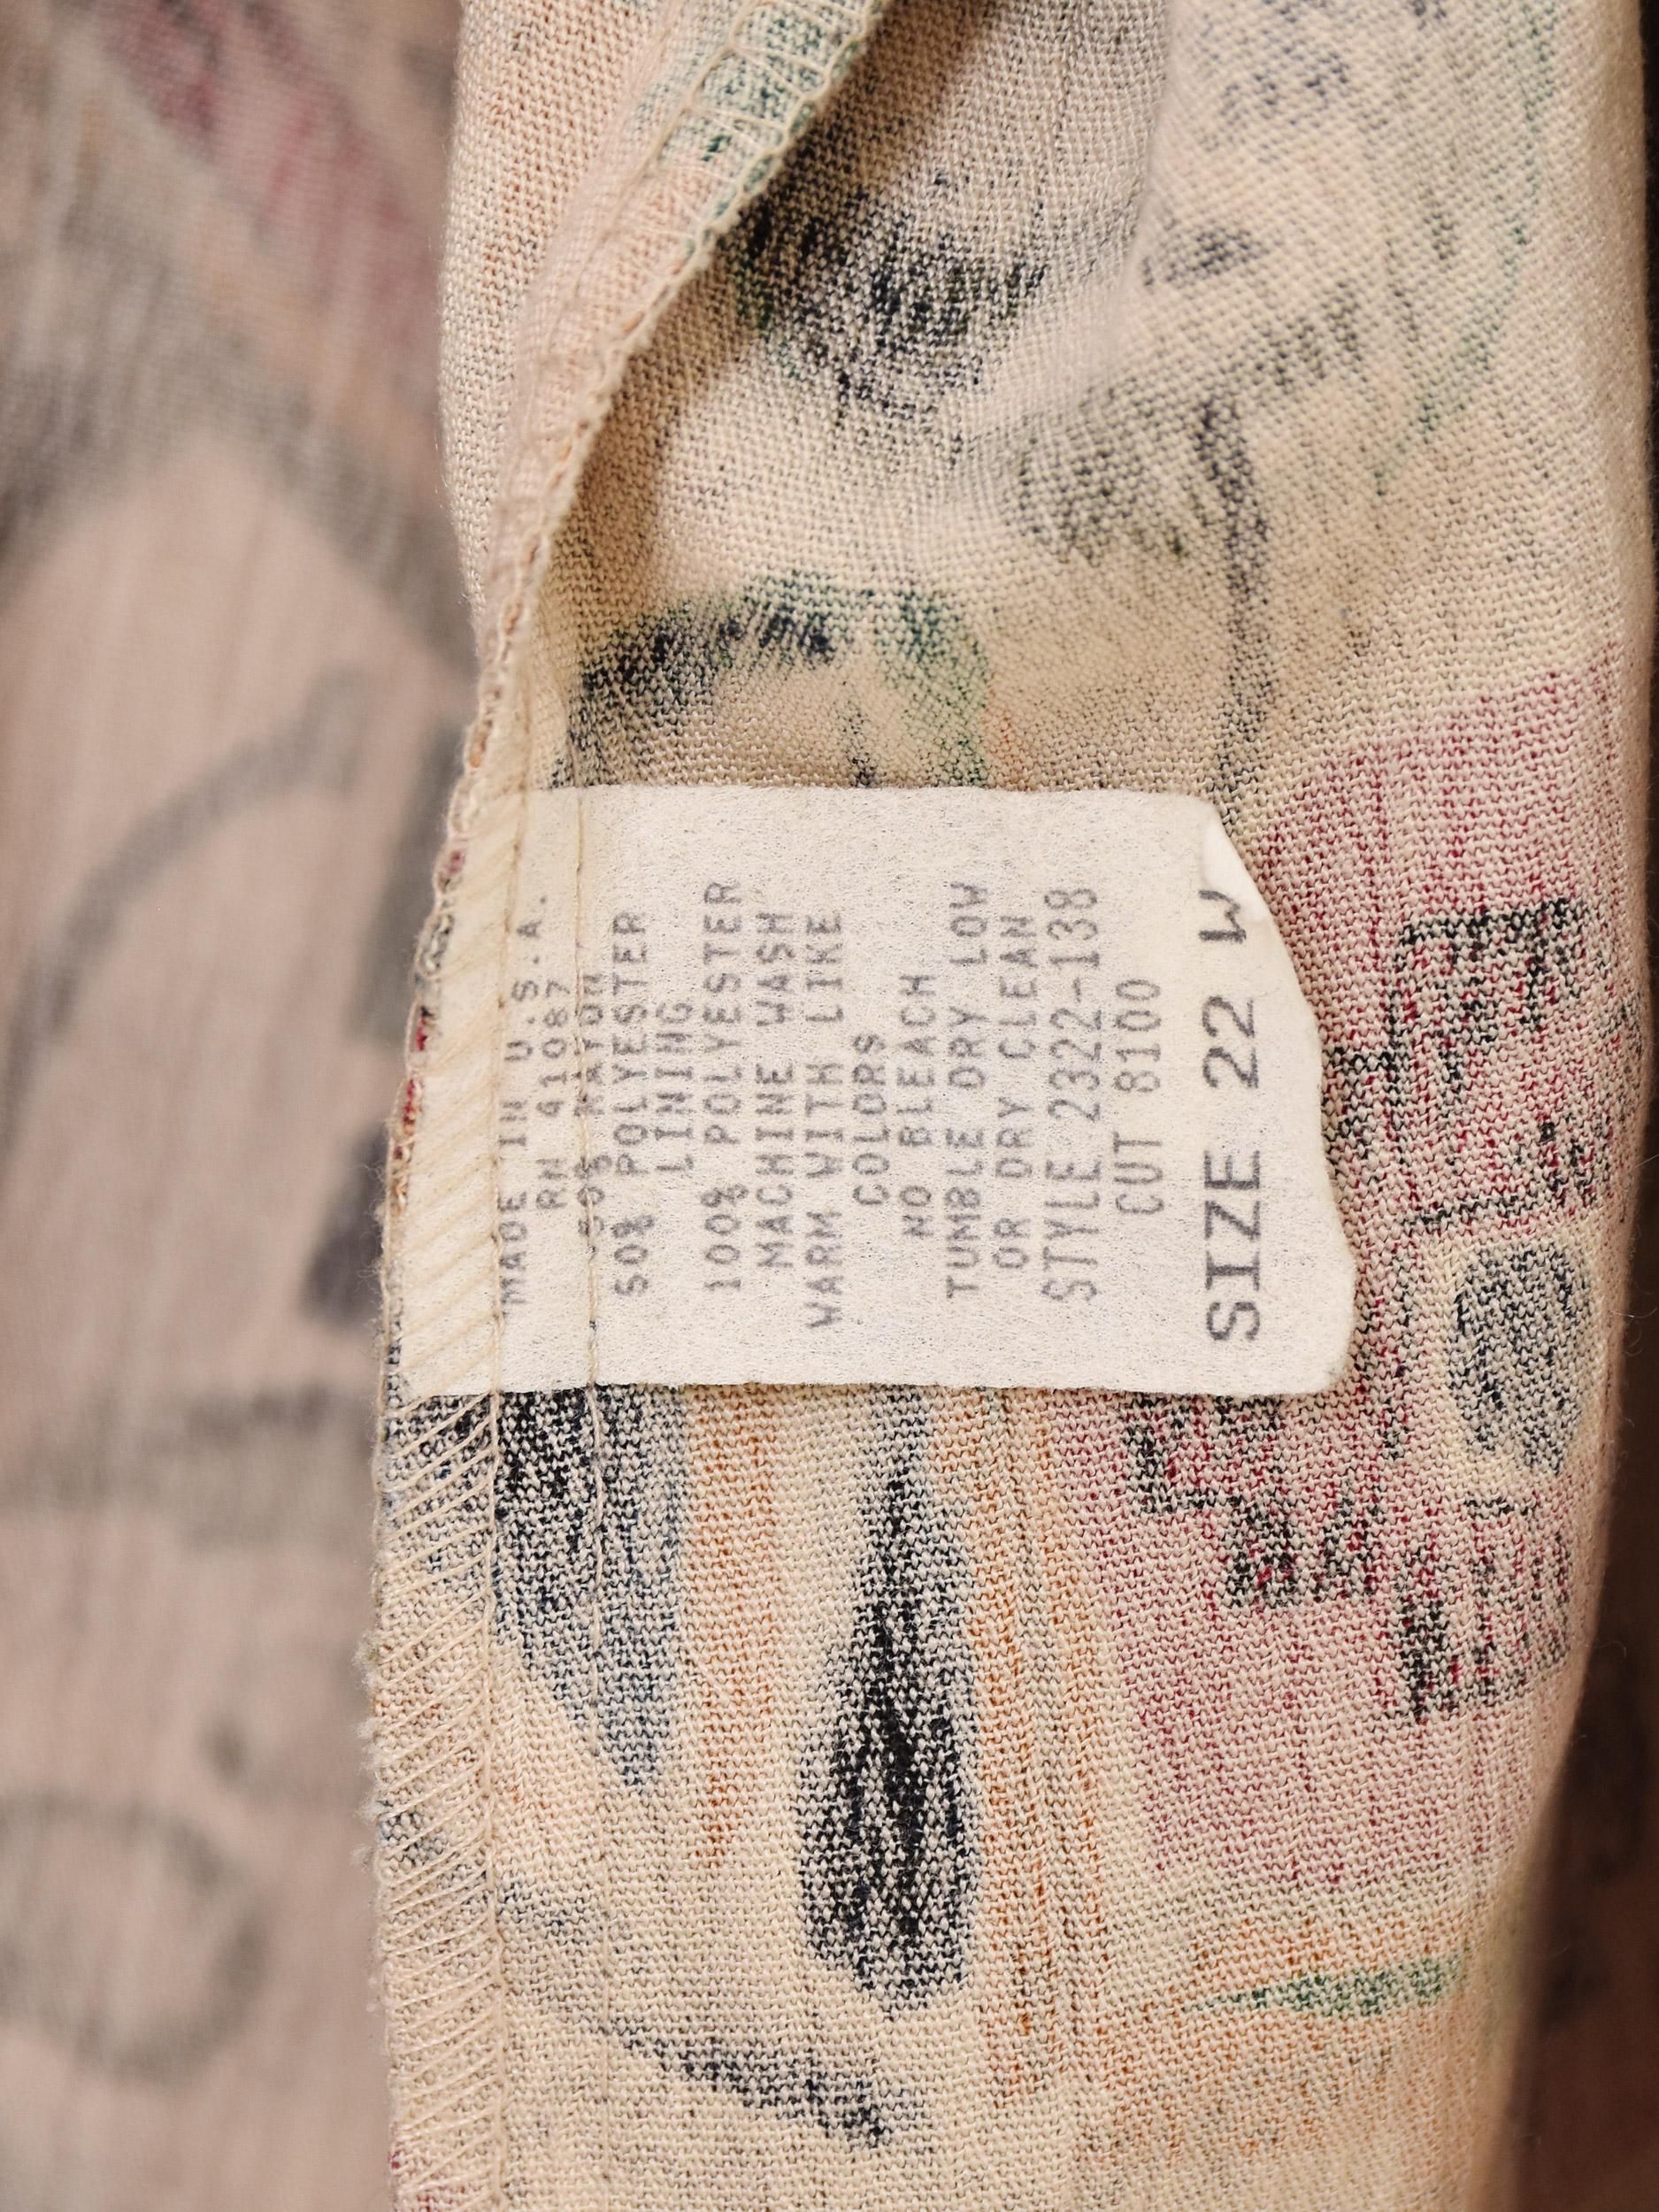 MADE IN U.S.A.
RN 41087
50% RAYON
50% POLYESTER
LINING
100% POLYESTER
MACHINE WASH
WARM WITH LIKE
COLORS
NO BLEACH
TUMBLE DRY LOW
OR DRY CLEAN
STYLE 2322-138
CUT 8100
SIZE 22 W